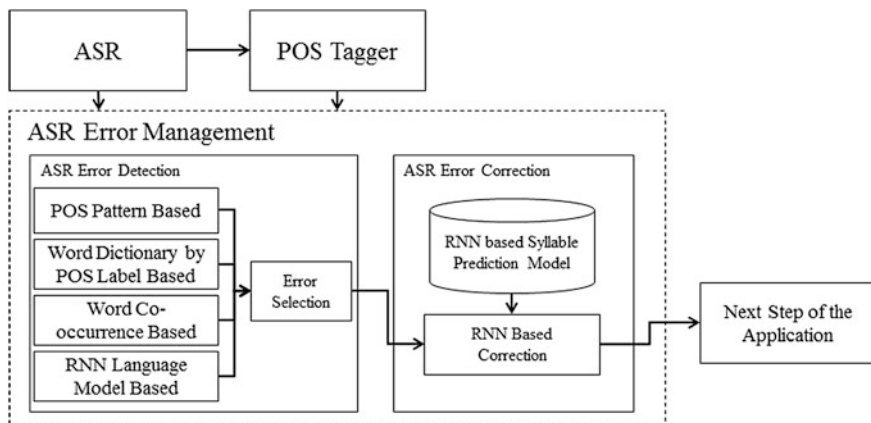 ASR
POS Tagger
ASR Error Management
ASR Error Detection
POS Pattern Based
Word Dictionary by
POS Label Based
Word Co-
occurrence Based
RNN Language
Model Based
Error
Selection
ASR Error Correction
RNN based Syllable
Prediction Model
RNN Based
Correction
Next Step of the
Application